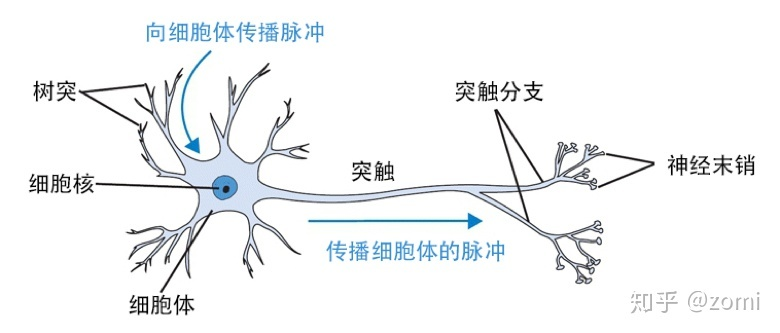 向细胞体传播脉冲
树突
突触分支
突触
神经末销
细胞核
传播细胞体的脉冲
细胞体
知乎 @zomi